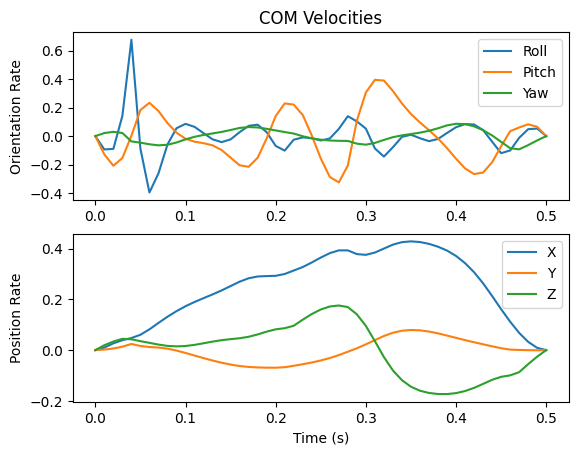 COM Velocities
Orientation Rate
0.6
0.4
0.2
0.0
−0.2
−0.4
Roll
Pitch
Yaw
0.0 0.1 0.2 0.3 0.4 0.5
Position Rate
0.4
0.2
0.0
−0.2
X
Y
Z
0.0 0.1 0.2 0.3 0.4 0.5
Time (s)